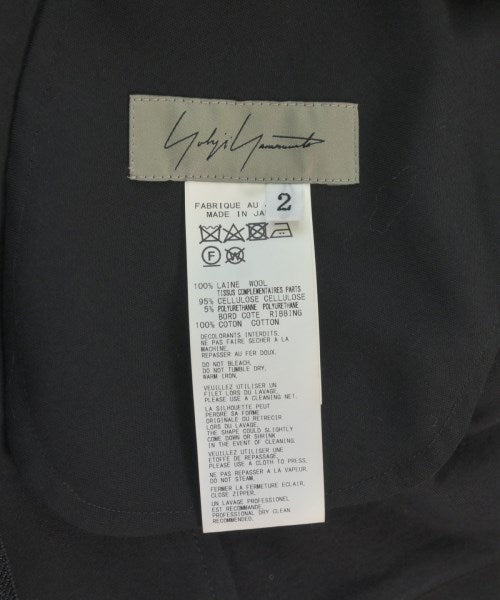 Yohji Yamamoto
2
FABRIQUE AU
MADE IN JA
F W
100% LAINE WOOL
TISSUS COMPLEMENTAIRES PARTS
95% CELLULOSE CELLULOSE
5% POLYURETHANNE POLYURETHANE
BORD COTE RIBBING
100% COTON COTTON
DECOLORANTS INTERDITS.
NE PAS FAIRE SECHER A LA
MACHINE.
REPASSER AU FER DOUX.
DO NOT BLEACH.
DO NOT TUMBLE DRY.
WARM IRON.
VEUILLEZ UTILISER UN
FILET LORS DU LAVAGE.
PLEASE USE A CLEANING NET.
LA SILHOUETTE PEUT
PERDRE SA FORME
ORIGINALE OU RETRECIR
LORS DU LAVAGE.
THE SHAPE COULD SLIGHTLY
COME DOWN OR SHRINK
IN THE EVENT OF CLEANING.
VEUILLEZ UTILISER UNE
ETOFFE DE REPASSAGE.
PLEASE USE A CLOTH TO PRESS.
NE PAS REPASSER A LA VAPEUR.
DO NOT STEAM.
FERMER LA FERMETURE ECLAIR.
CLOSE ZIPPER.
UN LAVAGE PROFESSIONEL
EST RECOMMANDE.
PROFESSIONAL DRY CLEAN
RECOMMENDED.